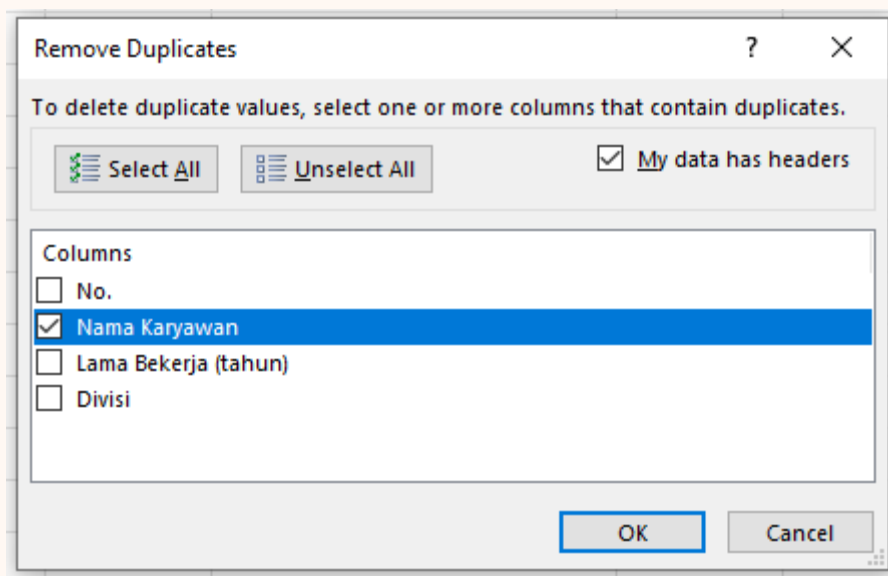 Remove Duplicates ?
To delete duplicate values, select one or more columns that contain duplicates.
Select All Unselect All My data has headers
Columns
No.
Nama Karyawan
Lama Bekerja (tahun)
Divisi
OK Cancel